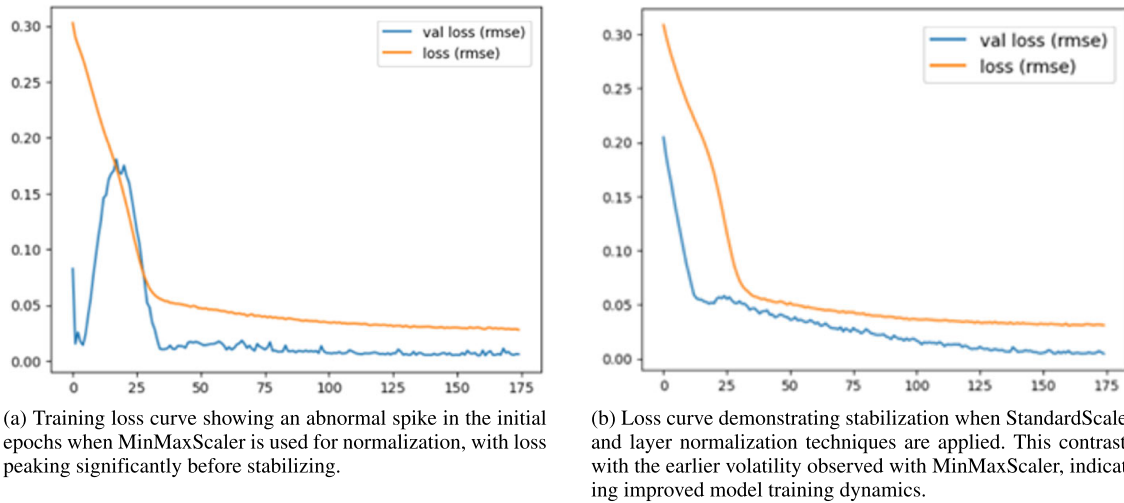 0.30
0.25
0.20
0.15
0.10
0.05
0.00
0 25 50 75 100 125 150 175
val loss (rmse)
loss (rmse)
(a) Training loss curve showing an abnormal spike in the initial
epochs when MinMaxScaler is used for normalization, with loss
peaking significantly before stabilizing.
0.30
0.25
0.20
0.15
0.10
0.05
0.00
0 25 50 75 100 125 150 175
val loss (rmse)
loss (rmse)
(b) Loss curve demonstrating stabilization when StandardScale
and layer normalization techniques are applied. This contrast
with the earlier volatility observed with MinMaxScaler, indicat
ing improved model training dynamics.